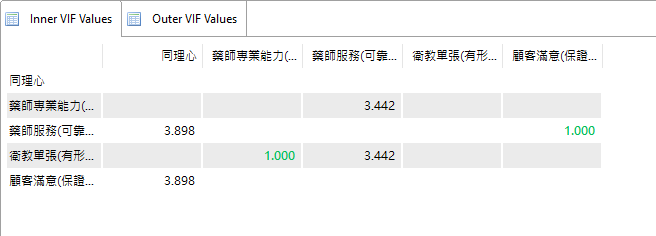 Inner VIF Values Outer VIF Values
同理心 藥師專業能力(... 藥師服務(可靠... 衛教單張(有形... 顧客滿意(保證...
同理心
藥師專業能力(... 3.442
藥師服務(可靠... 3.898 1.000
衛教單張(有形... 1.000 3.442
顧客滿意(保證... 3.898